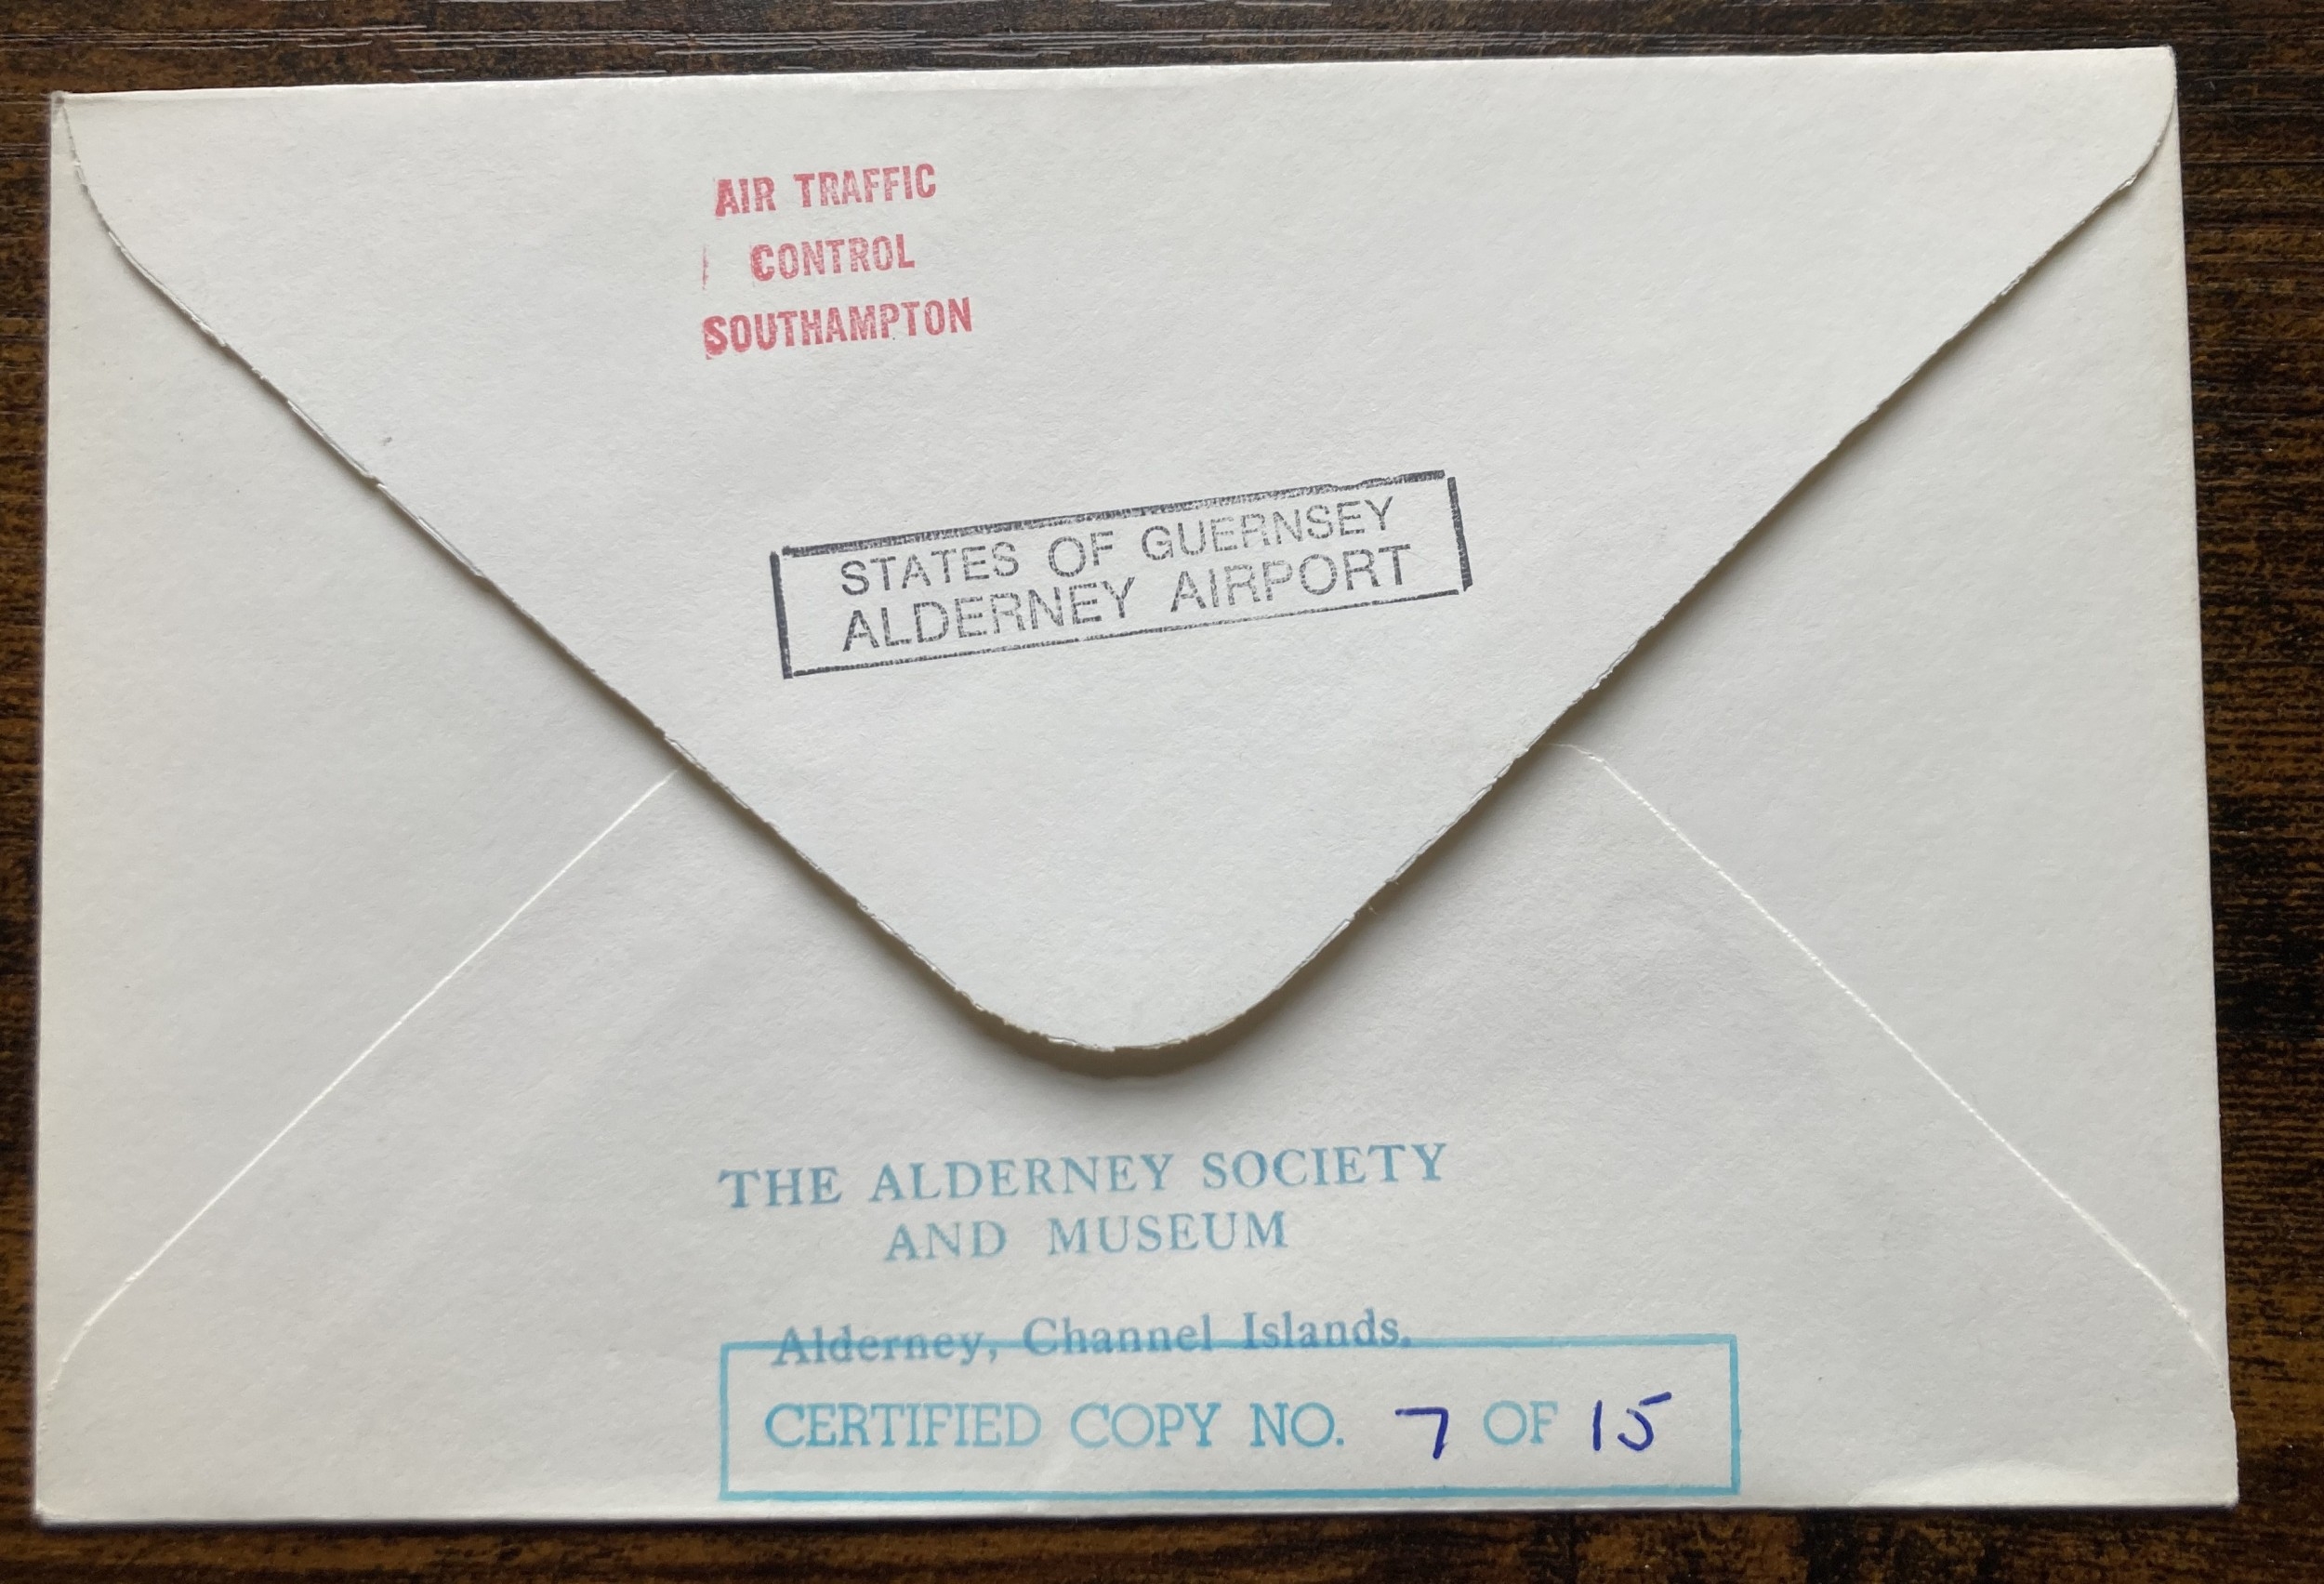 AIR TRAFFIC
CONTROL
SOUTHAMPTON
STATES OF GUERNSEY
ALDERNEY AIRPORT
THE ALDERNEY SOCIETY
AND MUSEUM
Alderney, Channel Islands.
CERTIFIED COPY NO. 7 OF 15